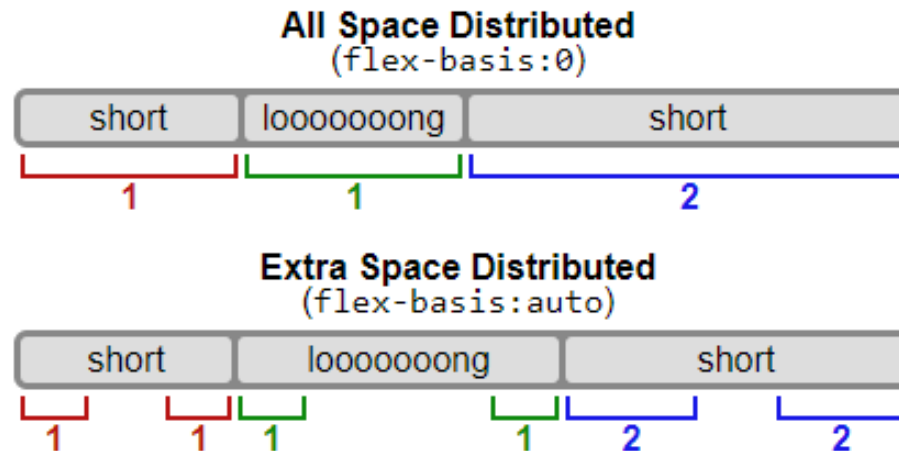 All Space Distributed
(flex-basis:0)
short looooooong short
1 1 2
Extra Space Distributed
(flex-basis:auto)
short looooooong short
1 1 1 1 2 2